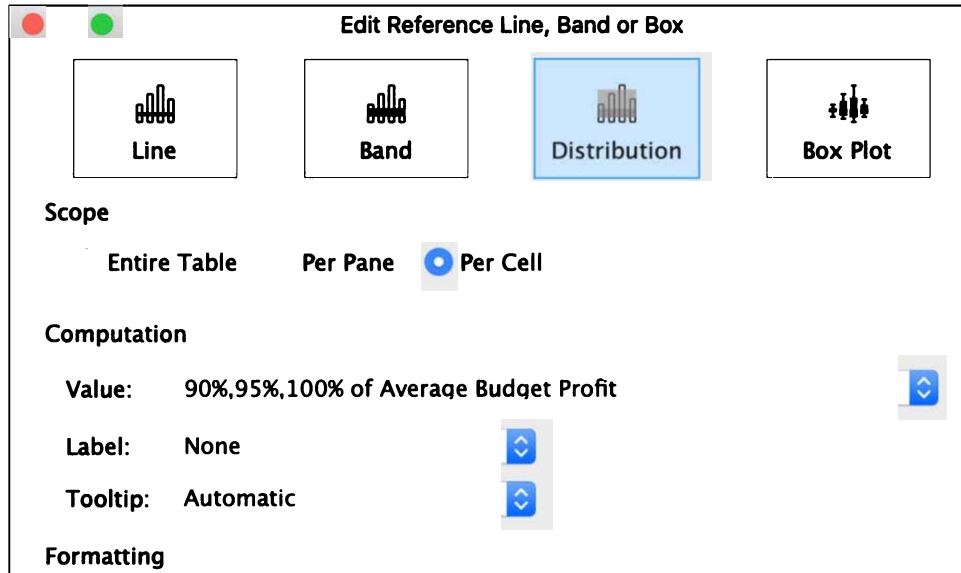 Edit Reference Line, Band or Box
Line Band Distribution Box Plot
Scope
Entire Table Per Pane Per Cell
Computation
Value: 90%,95%,100% of Average Budget Profit
Label: None
Tooltip: Automatic
Formatting